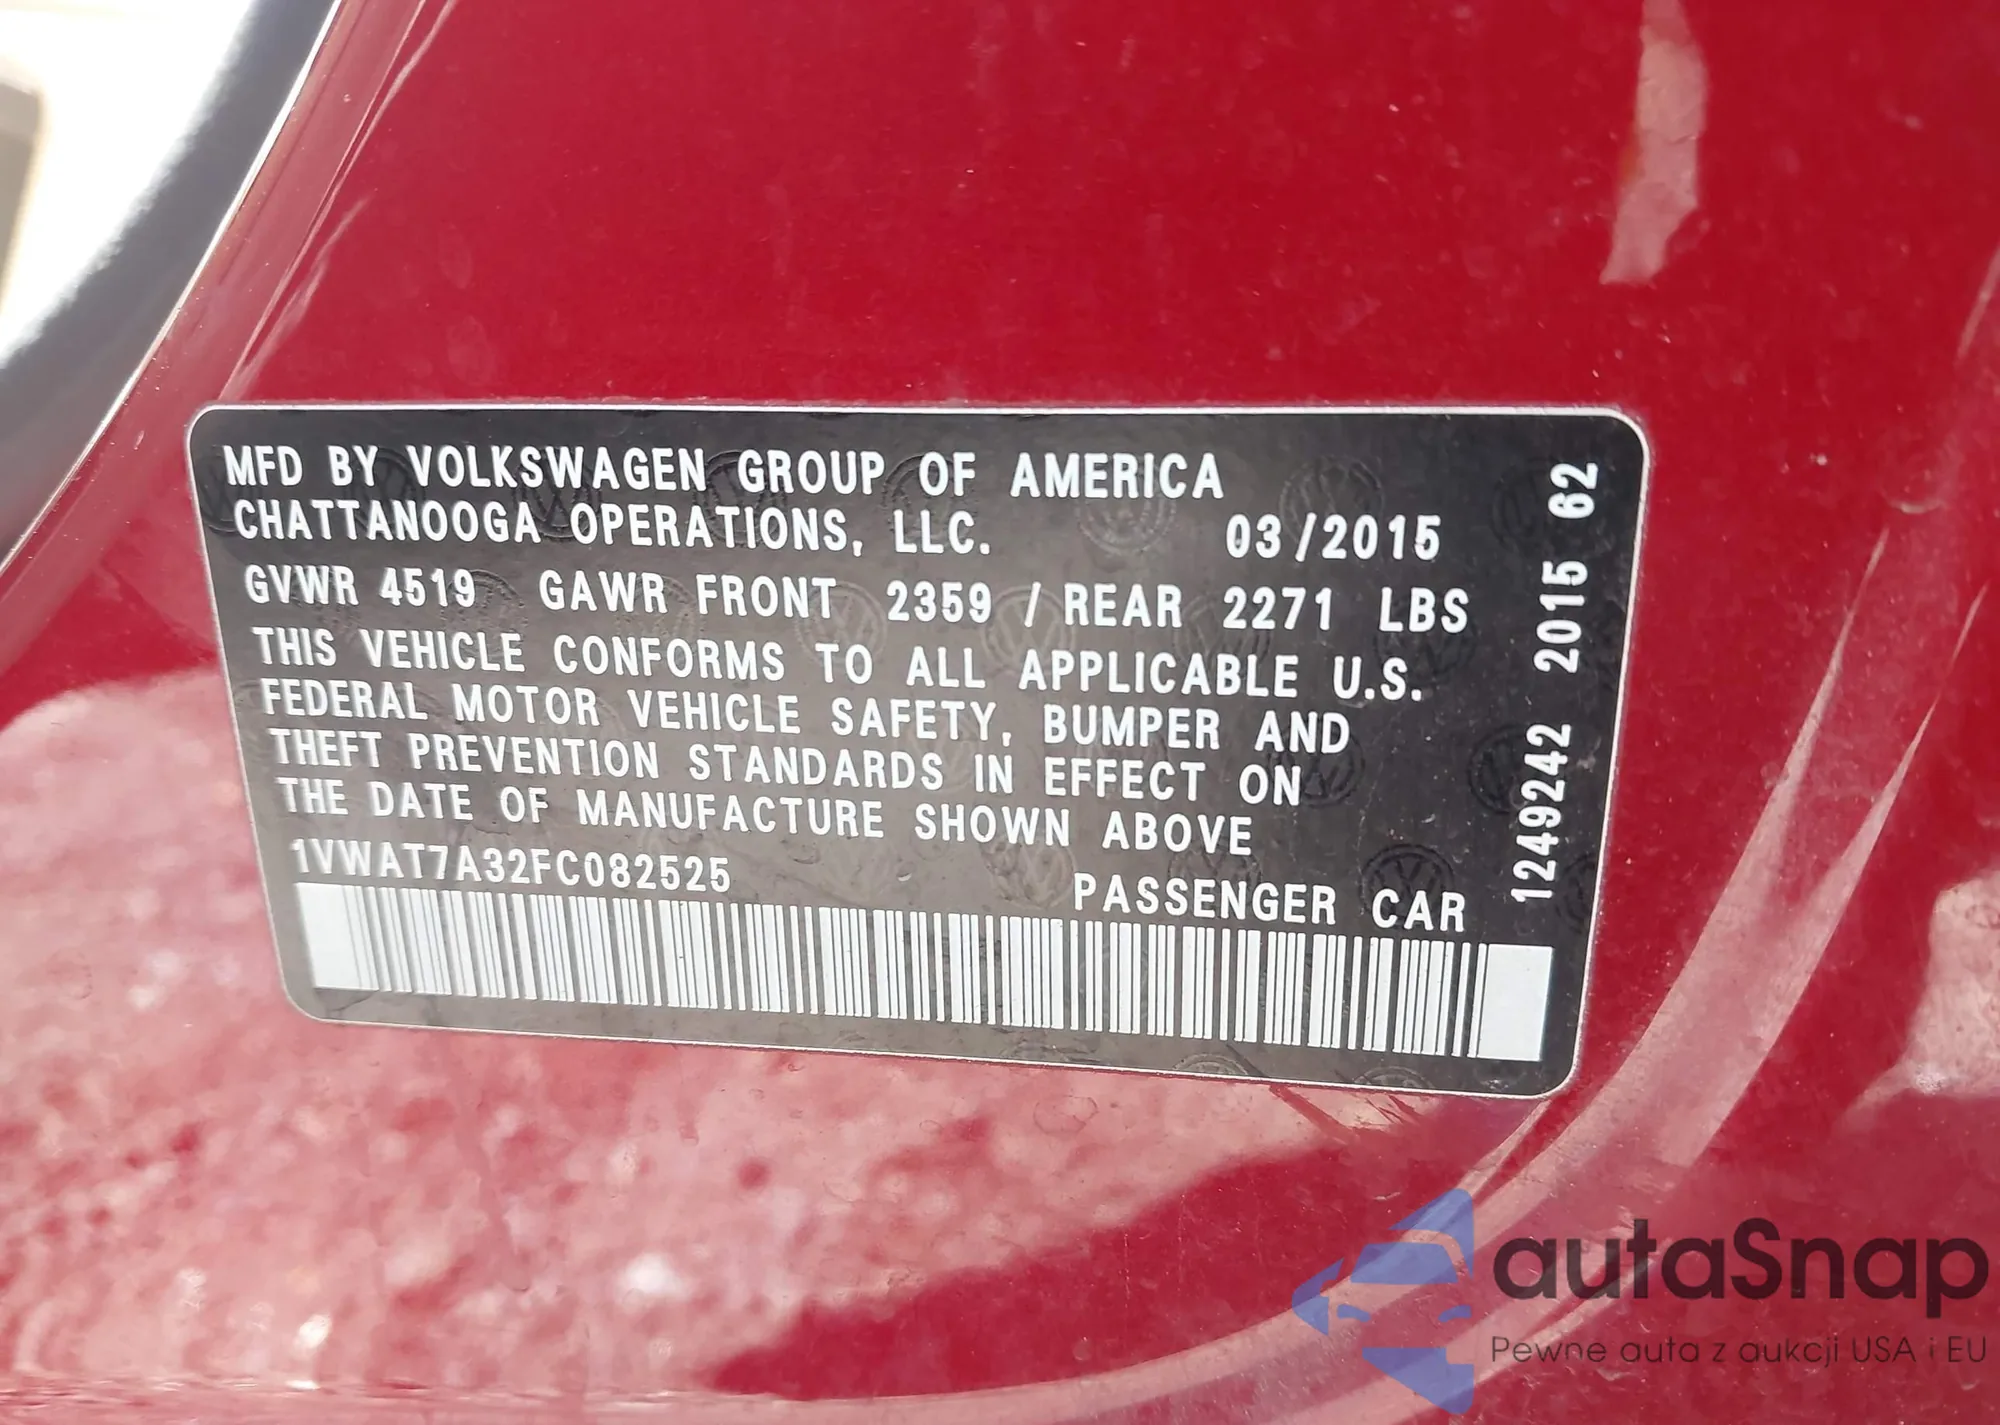 MFD BY VOLKSWAGEN GROUP OF AMERICA
CHATTANOOGA OPERATIONS, LLC. 03/2015
GVWR 4519 GAWR FRONT 2359 / REAR 2271 LBS
THIS VEHICLE CONFORMS TO ALL APPLICABLE U.S.
FEDERAL MOTOR VEHICLE SAFETY, BUMPER AND
THEFT PREVENTION STANDARDS IN EFFECT ON
THE DATE OF MANUFACTURE SHOWN ABOVE
1VWAT7A32FC082525 PASSENGER CAR
1249242 2015 62
autaSnap
Pewne auta z aukcji USA i EU